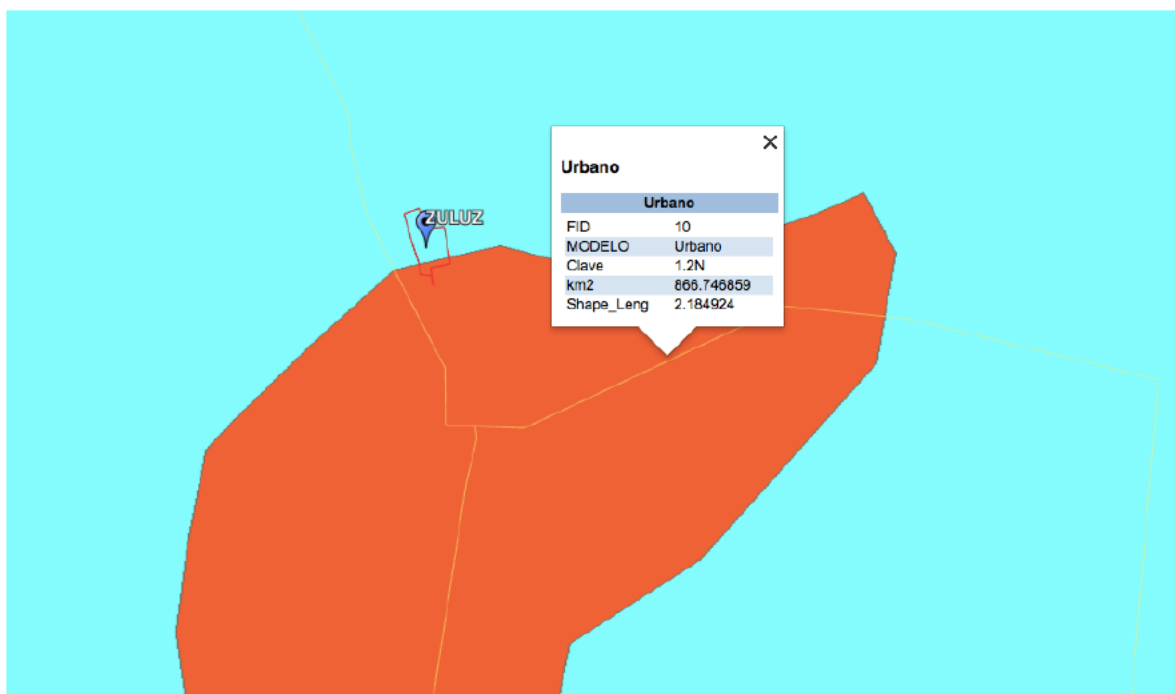 ZULUZ
Urbano
Urbano
FID 10
MODELO Urbano
Clave 1.2N
km2 866.746859
Shape_Leng 2.184924